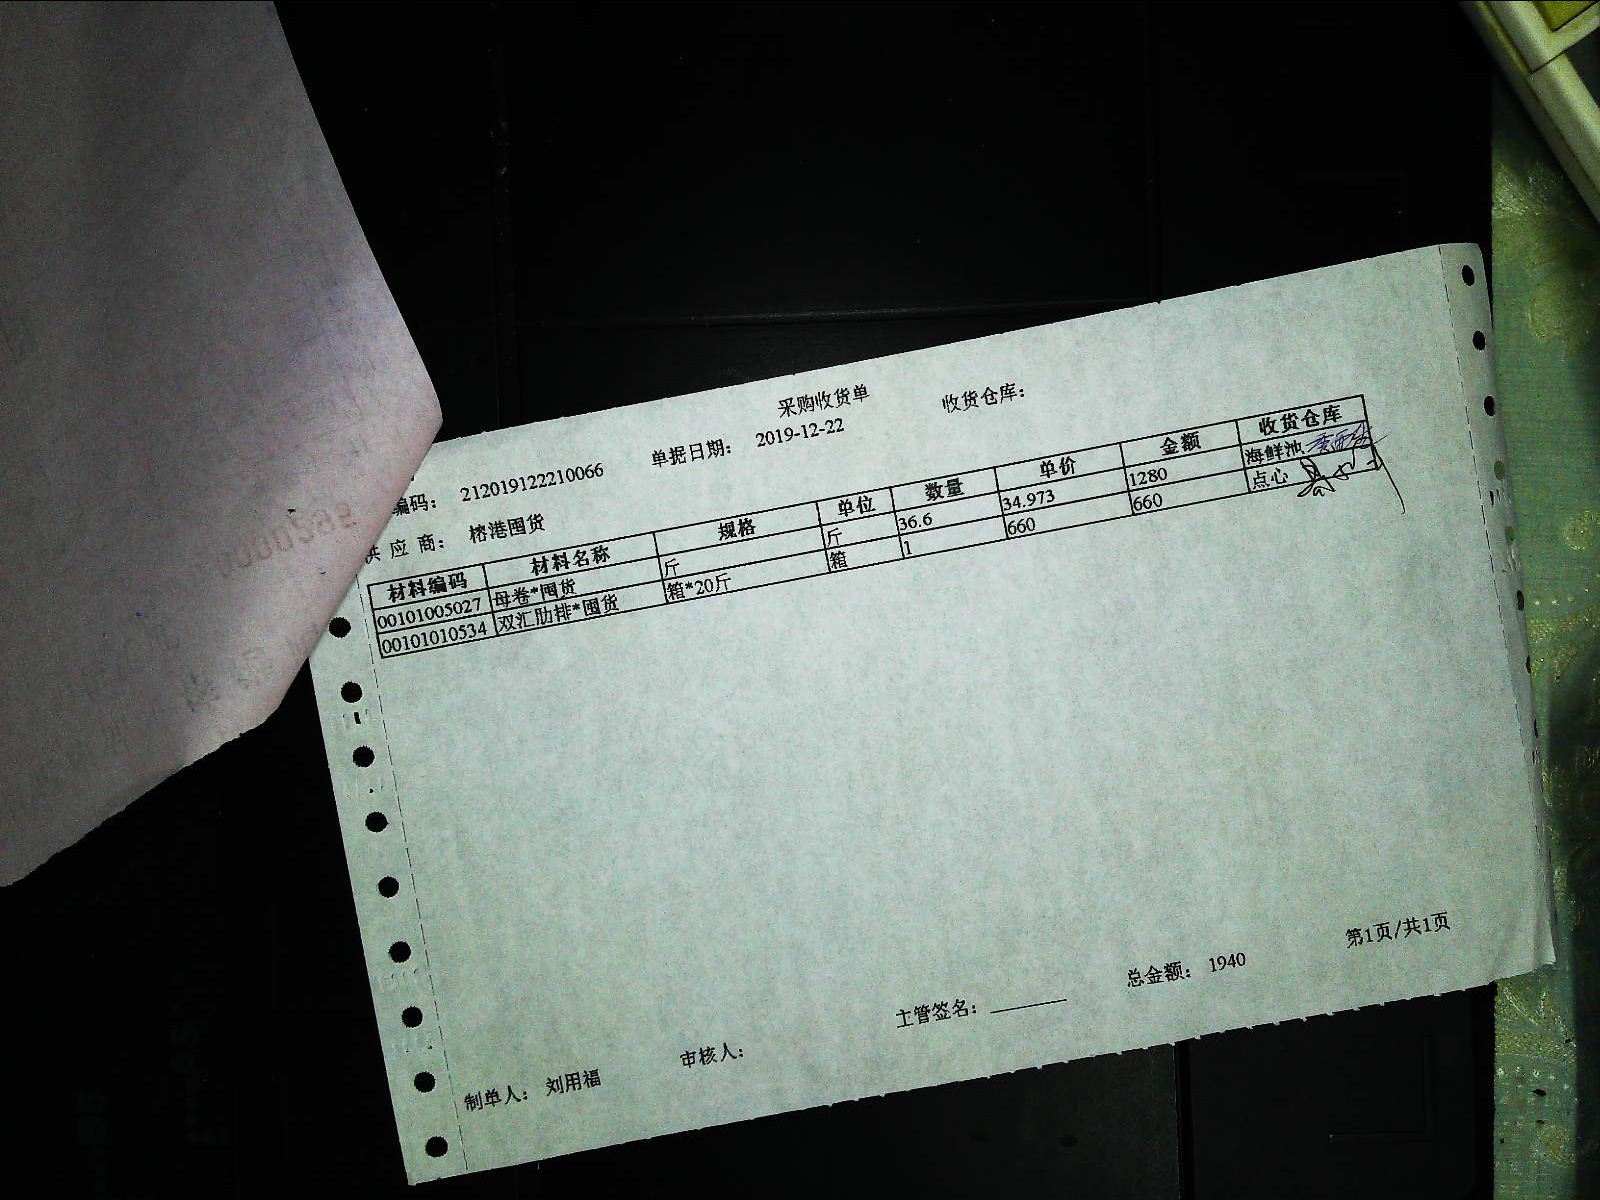 采购收货单
收货仓库：
编码： 212019122210066 单据日期： 2019-12-22
供应商： 榕港囤货
材料编码 材料名称 规格 单位 数量 单价 金额 收货仓库
00101005027 母卷*囤货 斤 斤 36.6 34.973 1280 海鲜池
00101010534 双汇肋排*囤货 箱*20斤 箱 1 660 660 点心
第1页/共1页
主管签名： 总金额： 1940
制单人： 刘用福 审核人：